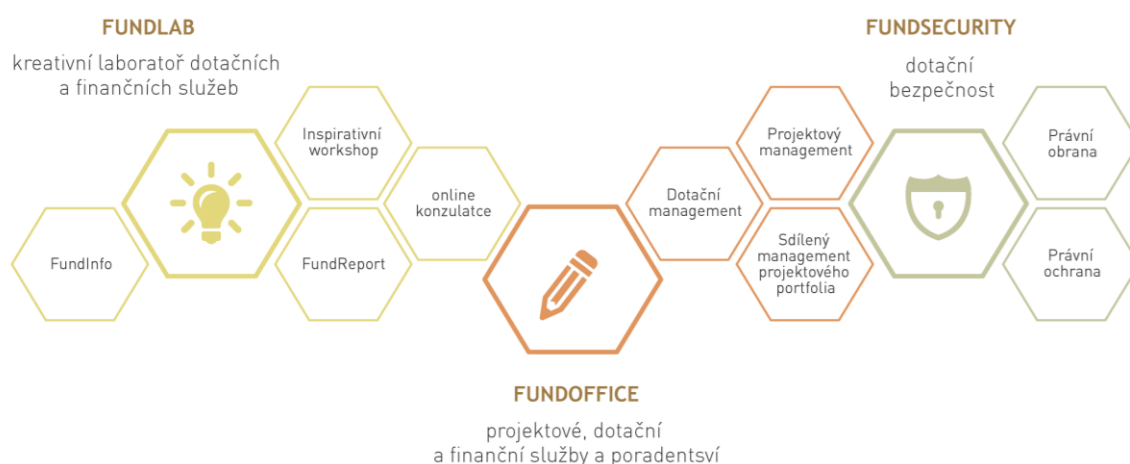 FUNDLAB
kreativní laboratoř dotačních
a finančních služeb
FundInfo
Inspirativní
workshop
FundReport
online
konzulatce
FUNDOFFICE
projektové, dotační
a finanční služby a poradentsví
Dotační
management
Projektový
management
Sdílený
management
projektového
portfolia
FUNDSECURITY
dotační
bezpečnost
Právní
obrana
Právní
ochrana